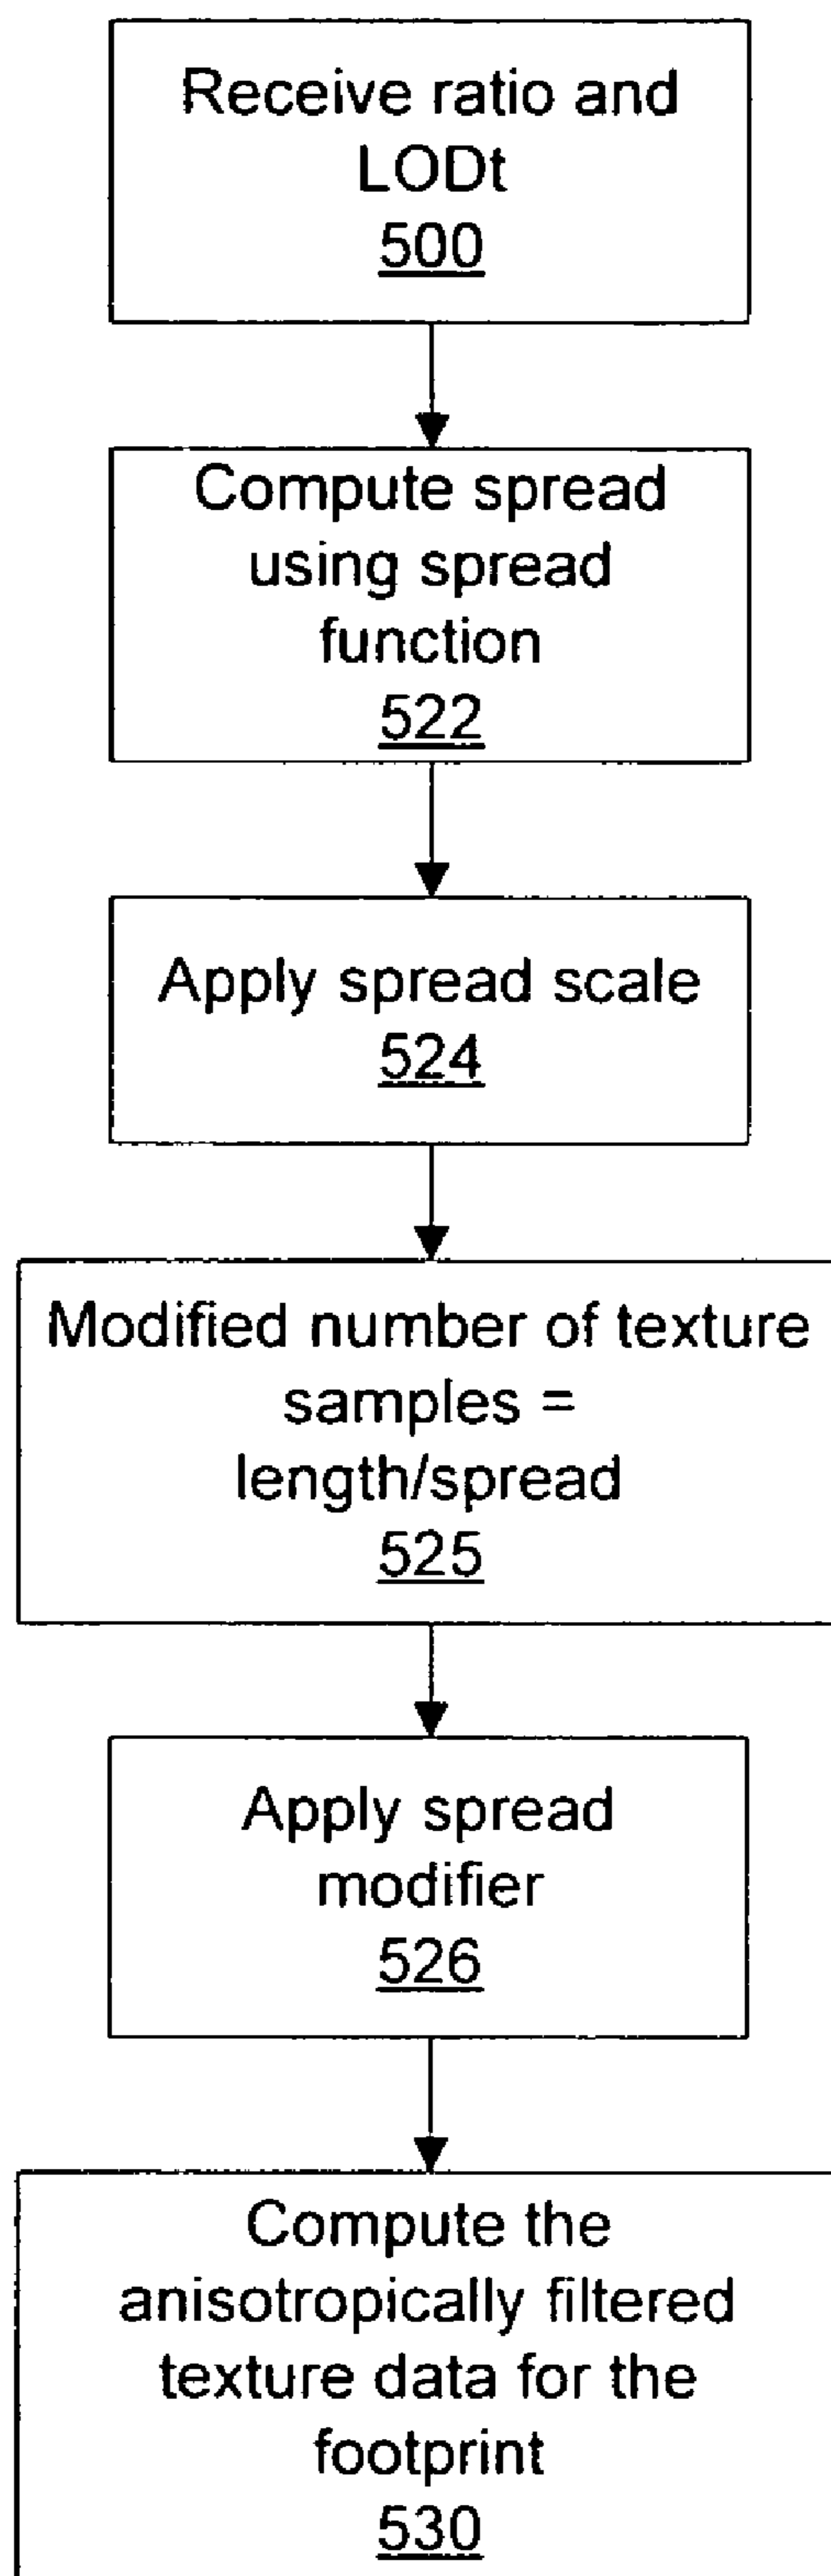 Receive ratio and
LODt
500
Compute spread
using spread
function
522
Apply spread scale
524
Modified number of texture
samples =
length/spread
525
Apply spread
modifier
526
Compute the
anisotropically filtered
texture data for the
footprint
530